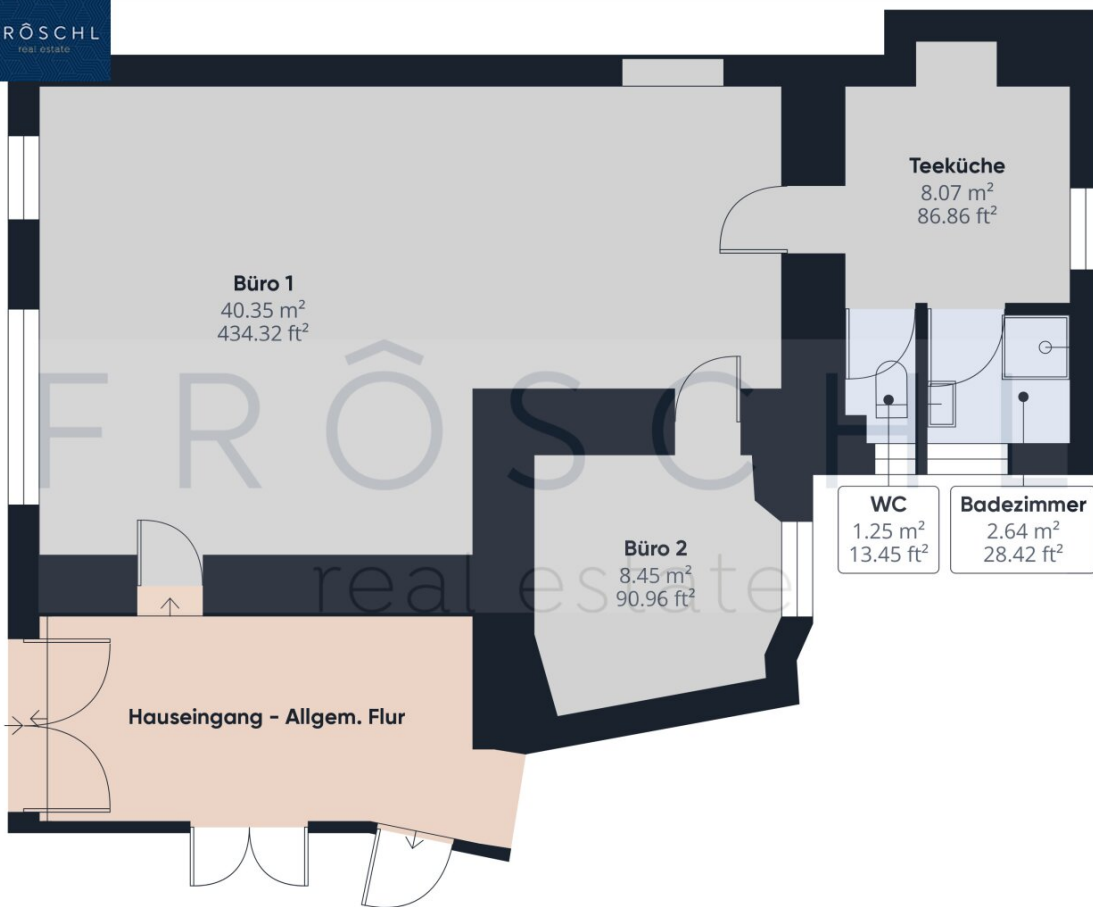 FRÔSCHL
real estate
Teeküche
8.07 m²
86.86 ft²
Büro 1
40.35 m²
434.32 ft²
FRÔSCHL
real estate
WC
1.25 m²
13.45 ft²
Badezimmer
2.64 m²
28.42 ft²
Büro 2
8.45 m²
90.96 ft²
Hauseingang - Allgem. Flur